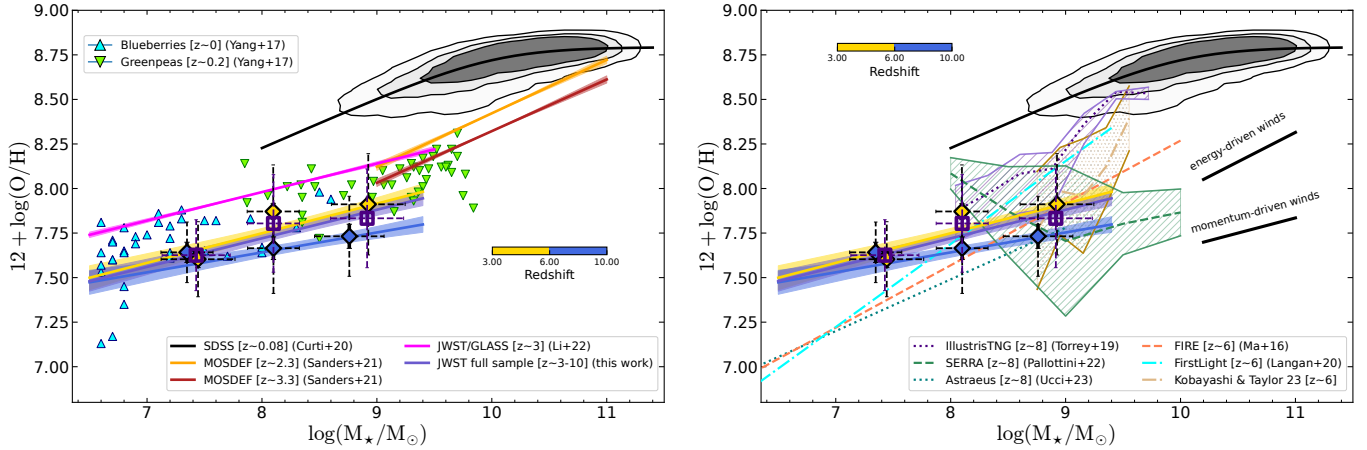 9.00
8.75
8.50
8.25
8.00
7.75
7.50
7.25
7.00
12 + log(O/H)
Blueberries [z~0] (Yang+17)
Greenpeas [z~0.2] (Yang+17)
3.00 6.00 10.00
Redshift
SDSS [z~0.08] (Curti+20)
MOSDEF [z~2.3] (Sanders+21)
MOSDEF [z~3.3] (Sanders+21)
JWST/GLASS [z~3] (Li+22)
JWST full sample [z~3-10] (this work)
7 8 9 10 11
log(M⋆/M⊙)
9.00
8.75
8.50
8.25
8.00
7.75
7.50
7.25
7.00
12 + log(O/H)
3.00 6.00 10.00
Redshift
energy-driven winds
momentum-driven winds
IllustrisTNG [z~8] (Torrey+19)
SERRA [z~8] (Pallottini+22)
Astraeus [z~8] (Ucci+23)
FIRE [z~6] (Ma+16)
FirstLight [z~6] (Langan+20)
Kobayashi & Taylor 23 [z~6]
7 8 9 10 11
log(M⋆/M⊙)